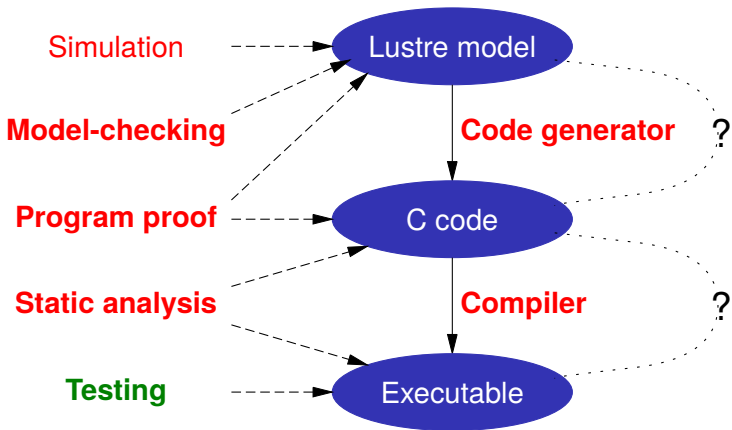 Simulation
Lustre model
Model-checking
Code generator
?
Program proof
C code
Static analysis
Compiler
?
Testing
Executable